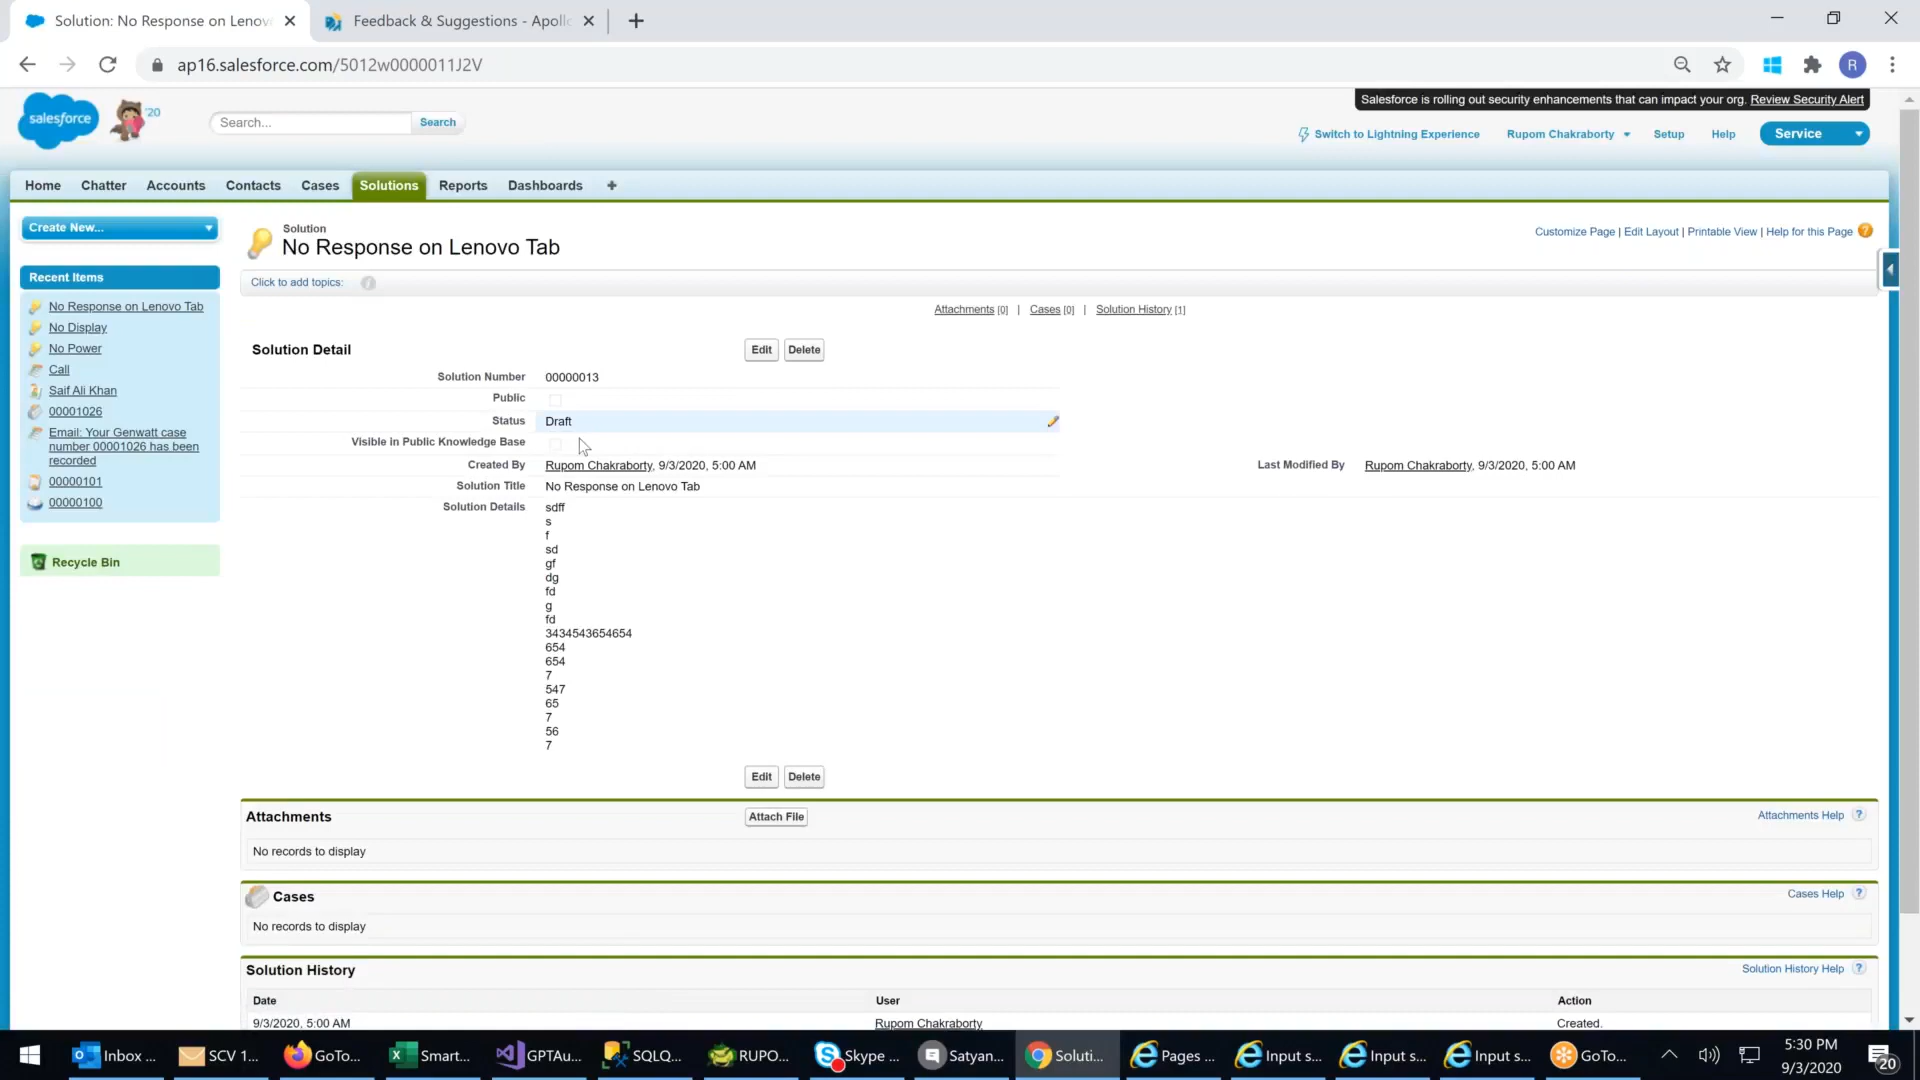 Solution: No Response on Lenov
Feedback & Suggestions - Apoll
ap16.salesforce.com/5012w0000011J2V
R
salesforce
'20
Search...
Search
Salesforce is rolling out security enhancements that can impact your org. Review Security Alert
Switch to Lightning Experience
Rupom Chakraborty
Setup
Help
Service
Home
Chatter
Accounts
Contacts
Cases
Solutions
Reports
Dashboards
Create New...
Recent Items
No Response on Lenovo Tab
No Display
No Power
Call
Saif Ali Khan
00001026
Email: Your Genwatt case
number 00001026 has been
recorded
00000101
00000100
Recycle Bin
Solution
No Response on Lenovo Tab
Customize Page | Edit Layout | Printable View | Help for this Page
Click to add topics:
Attachments [0] | Cases [0] | Solution History [1]
Solution Detail
Edit
Delete
Solution Number 00000013
Public
Status Draft
Visible in Public Knowledge Base
Created By Rupom Chakraborty, 9/3/2020, 5:00 AM
Last Modified By Rupom Chakraborty, 9/3/2020, 5:00 AM
Solution Title No Response on Lenovo Tab
Solution Details sdff
s
f
sd
gf
dg
fd
g
fd
3434543654654
654
654
7
547
65
7
56
7
Edit
Delete
Attachments
Attach File
Attachments Help ?
No records to display
Cases
Cases Help ?
No records to display
Solution History
Solution History Help ?
Date User Action
9/3/2020, 5:00 AM Rupom Chakraborty Created.
Inbox ...
SCV 1...
GoTo...
Smart...
GPTAu...
SQLQ...
RUPO...
Skype ...
Satyan...
Soluti...
Pages ...
Input s...
Input s...
Input s...
GoTo...
5:30 PM
9/3/2020
20